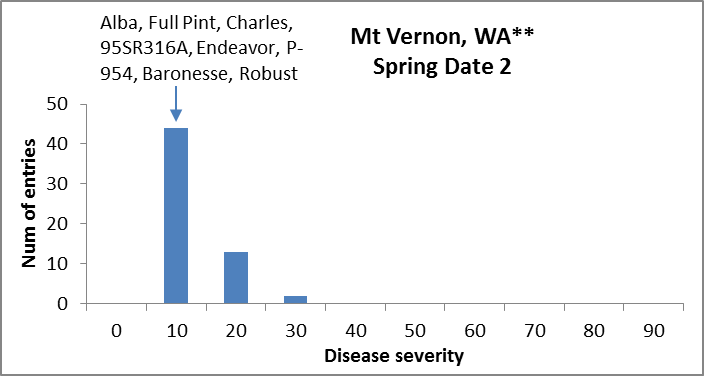 Alba, Full Pint, Charles,
95SR316A, Endeavor, P-
954, Baronesse, Robust
Mt Vernon, WA**
Spring Date 2
Num of entries
50
40
30
20
10
0
0 10 20 30 40 50 60 70 80 90
Disease severity